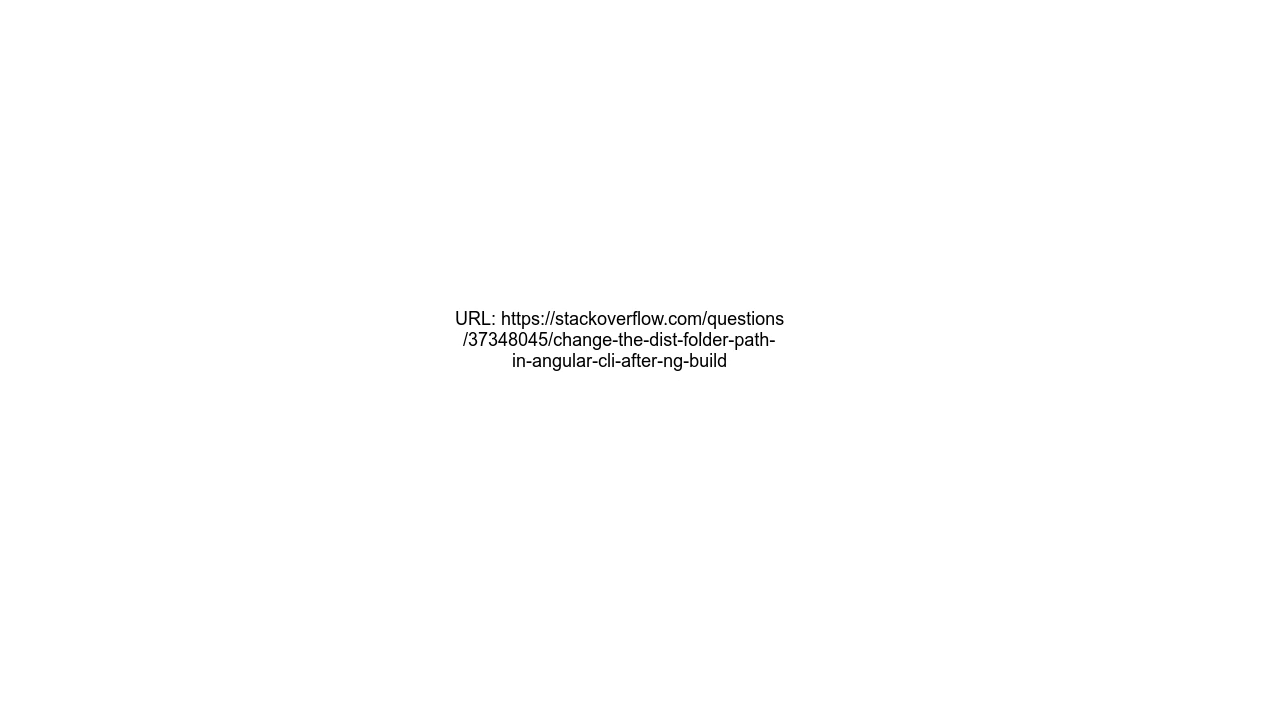 URL: https://stackoverflow.com/questions
/37348045/change-the-dist-folder-path-
in-angular-cli-after-ng-build